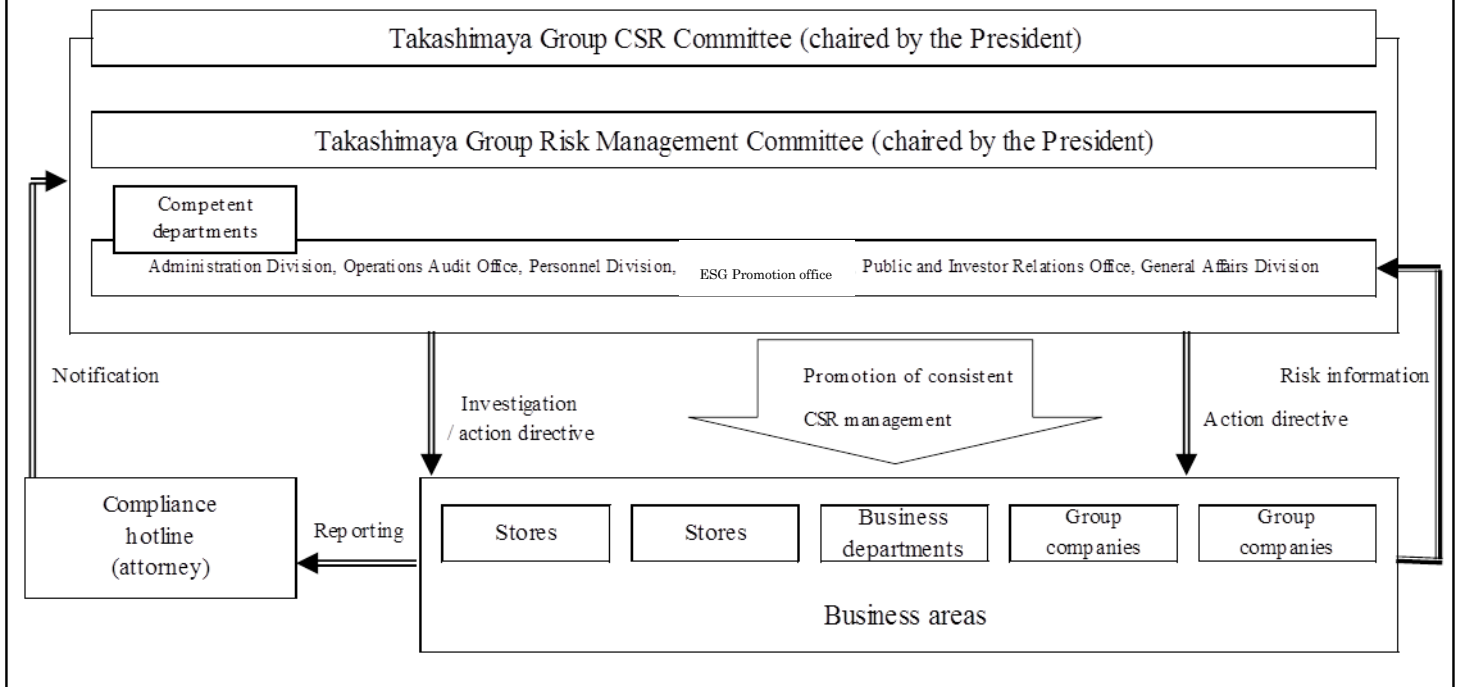 Takashimaya Group CSR Committee (chaired by the President)
Takashimaya Group Risk Management Committee (chaired by the President)
Competent
departments
Administration Division, Operations Audit Office, Personnel Division, ESG Promotion office Public and Investor Relations Office, General Affairs Division
Notification
Investigation
/ action directive
Promotion of consistent
CSR management
Risk information
Action directive
Compliance
hotline
(attorney)
Reporting
Stores
Stores
Business
departments
Group
companies
Group
companies
Business areas